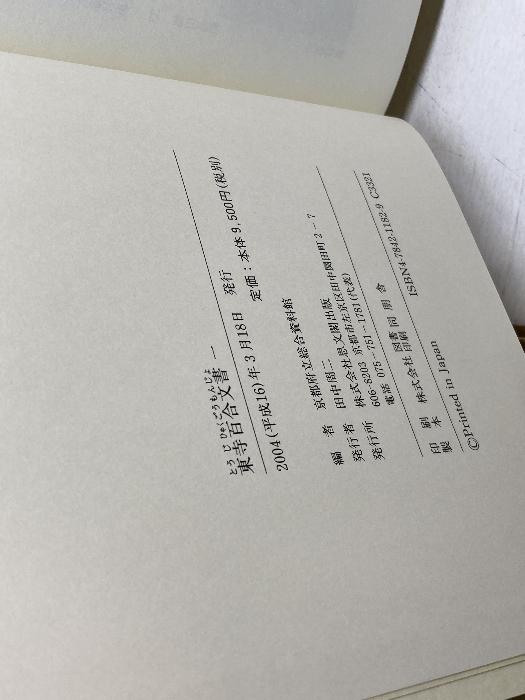 とうじひゃくごうもんじょ
東寺百合文書 一
2004(平成16)年3月18日 発行
定価：本体9,500円(税別)
編者 京都府立総合資料館
発行者 田中周二
発行所 株式会社思文閣出版
606-8203 京都市左京区田中関田町2-7
電話 075-751-1781(代表)
印刷 製本 株式会社 図書印刷 同朋舎
©Printed in Japan ISBN4-7842-1182-9 C3321